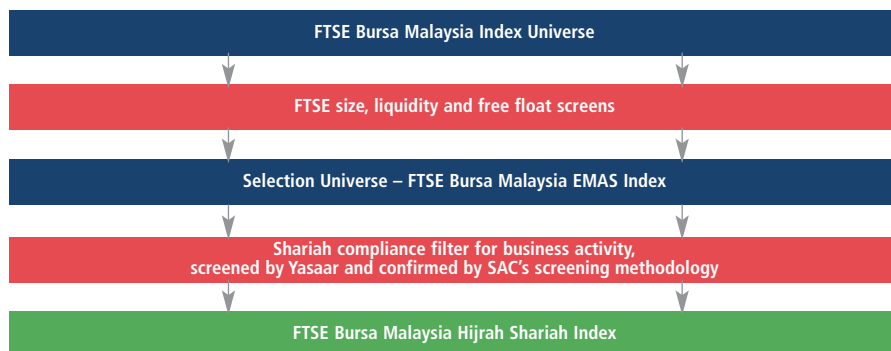 FTSE Bursa Malaysia Index Universe
FTSE size, liquidity and free float screens
Selection Universe – FTSE Bursa Malaysia EMAS Index
Shariah compliance filter for business activity,
screened by Yasaar and confirmed by SAC’s screening methodology
FTSE Bursa Malaysia Hijrah Shariah Index